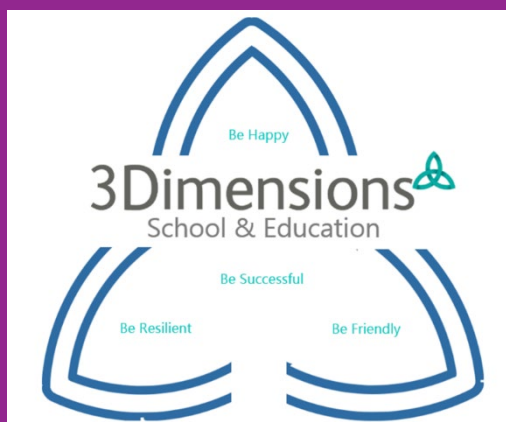 Be Happy
3Dimensions
School & Education
Be Successful
Be Resilient
Be Friendly